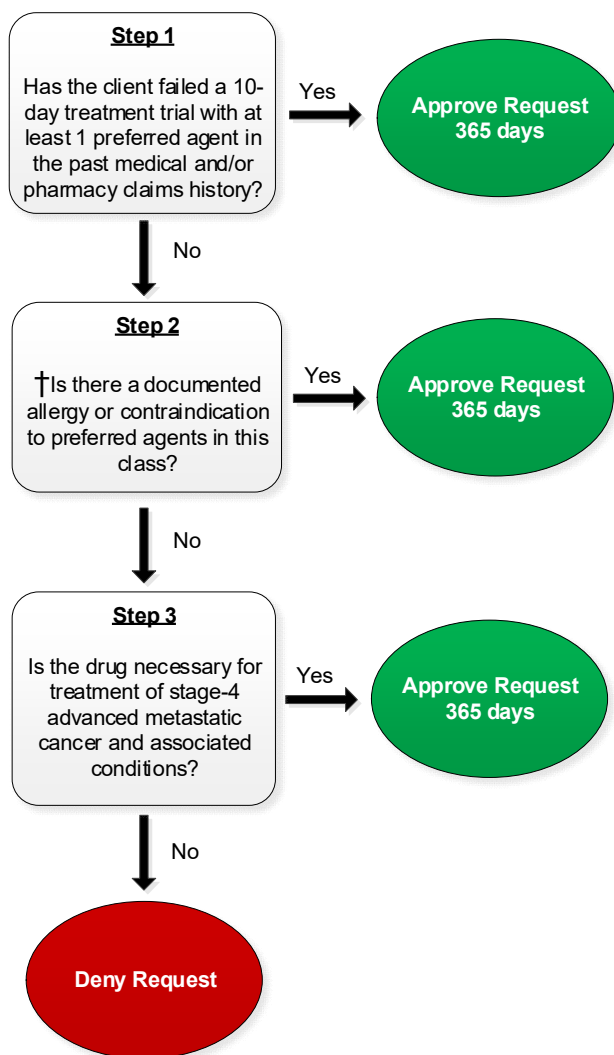 Step 1
Has the client failed a 10-
day treatment trial with at
least 1 preferred agent in
the past medical and/or
pharmacy claims history?
Yes
Approve Request
365 days
No
Step 2
†Is there a documented
allergy or contraindication
to preferred agents in this
class?
Yes
Approve Request
365 days
No
Step 3
Is the drug necessary for
treatment of stage-4
advanced metastatic
cancer and associated
conditions?
Yes
Approve Request
365 days
No
Deny Request